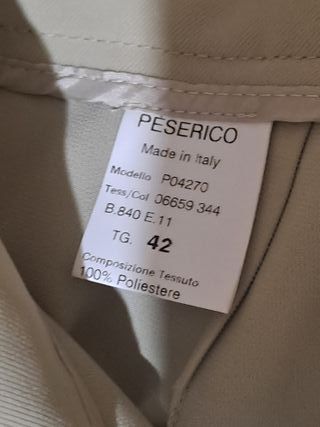 PESERICO
Made in Italy
Modello P04270
Tess/Col 06659 344
B.840 E.11
TG. 42
Composizione Tessuto
100% Poliestere